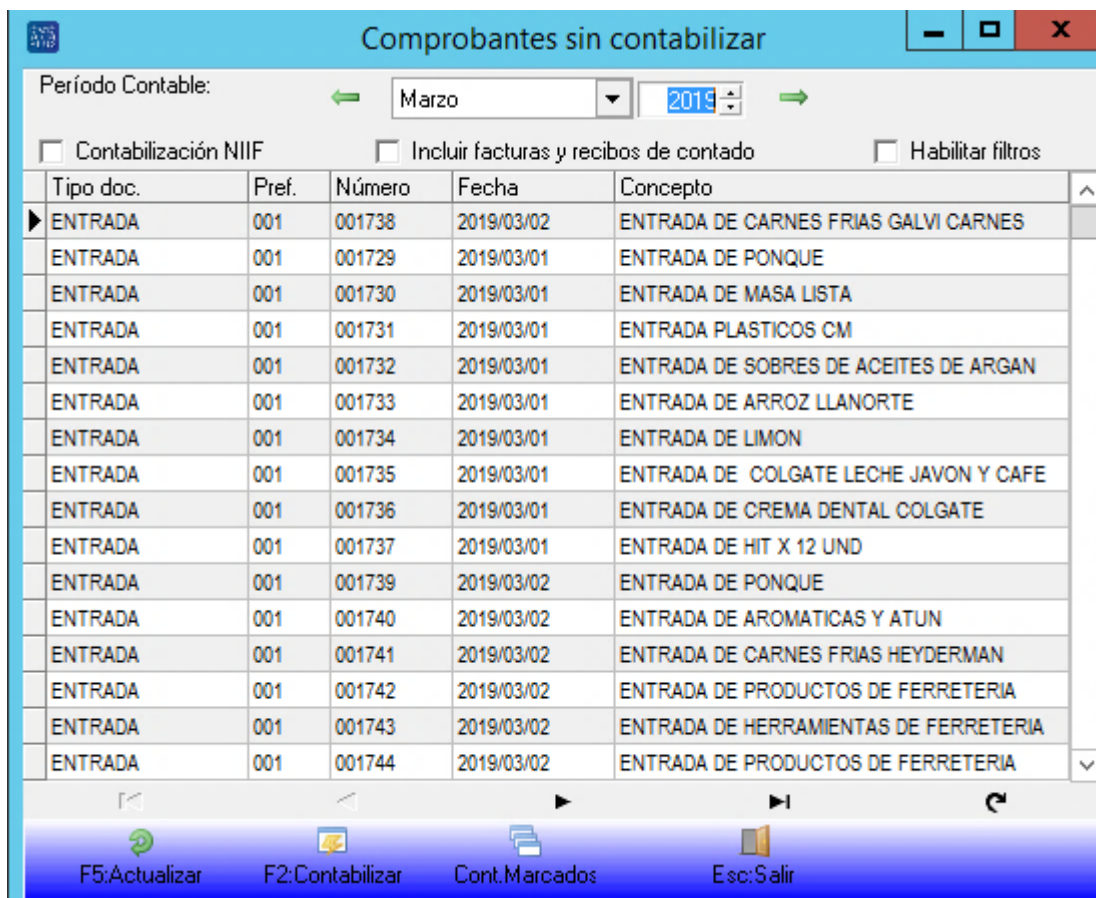 Comprobantes sin contabilizar
Período Contable: Marzo 2019
Contabilización NIIF Incluir facturas y recibos de contado Habilitar filtros
Tipo doc. Pref. Número Fecha Concepto
ENTRADA 001 001738 2019/03/02 ENTRADA DE CARNES FRIAS GALVI CARNES
ENTRADA 001 001729 2019/03/01 ENTRADA DE PONQUE
ENTRADA 001 001730 2019/03/01 ENTRADA DE MASA LISTA
ENTRADA 001 001731 2019/03/01 ENTRADA PLASTICOS CM
ENTRADA 001 001732 2019/03/01 ENTRADA DE SOBRES DE ACEITES DE ARGAN
ENTRADA 001 001733 2019/03/01 ENTRADA DE ARROZ LLANORTE
ENTRADA 001 001734 2019/03/01 ENTRADA DE LIMON
ENTRADA 001 001735 2019/03/01 ENTRADA DE  COLGATE LECHE JAVON Y CAFE
ENTRADA 001 001736 2019/03/01 ENTRADA DE CREMA DENTAL COLGATE
ENTRADA 001 001737 2019/03/01 ENTRADA DE HIT X 12 UND
ENTRADA 001 001739 2019/03/02 ENTRADA DE PONQUE
ENTRADA 001 001740 2019/03/02 ENTRADA DE AROMATICAS Y ATUN
ENTRADA 001 001741 2019/03/02 ENTRADA DE CARNES FRIAS HEYDERMAN
ENTRADA 001 001742 2019/03/02 ENTRADA DE PRODUCTOS DE FERRETERIA
ENTRADA 001 001743 2019/03/02 ENTRADA DE HERRAMIENTAS DE FERRETERIA
ENTRADA 001 001744 2019/03/02 ENTRADA DE PRODUCTOS DE FERRETERIA
F5:Actualizar F2:Contabilizar Cont.Marcados Esc:Salir